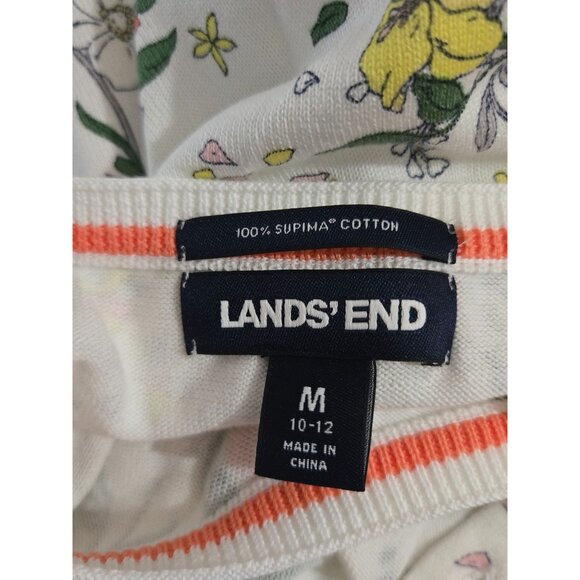 100% SUPIMA® COTTON
LANDS' END
M
10-12
MADE IN
CHINA